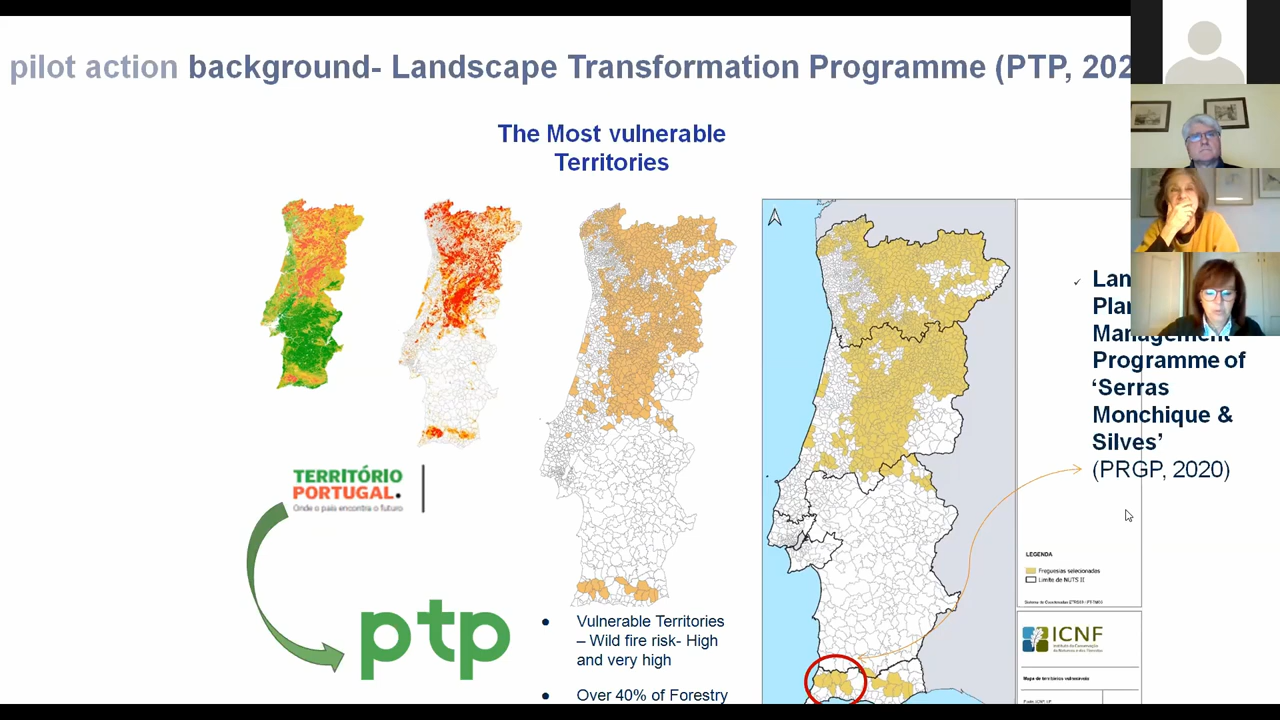 pilot action background- Landscape Transformation Programme (PTP, 202
The Most vulnerable
Territories
TERRITÓRIO
PORTUGAL.
Onde o país encontra o futuro
ptp
Vulnerable Territories
– Wild fire risk- High
and very high
Over 40% of Forestry
Lan
Plan
Management
Programme of
‘Serras
Monchique &
Silves’
(PRGP, 2020)
LEGENDA
Freguesias selecionadas
Limite de NUTS II
ICNF
Mapa de territórios vulneráveis